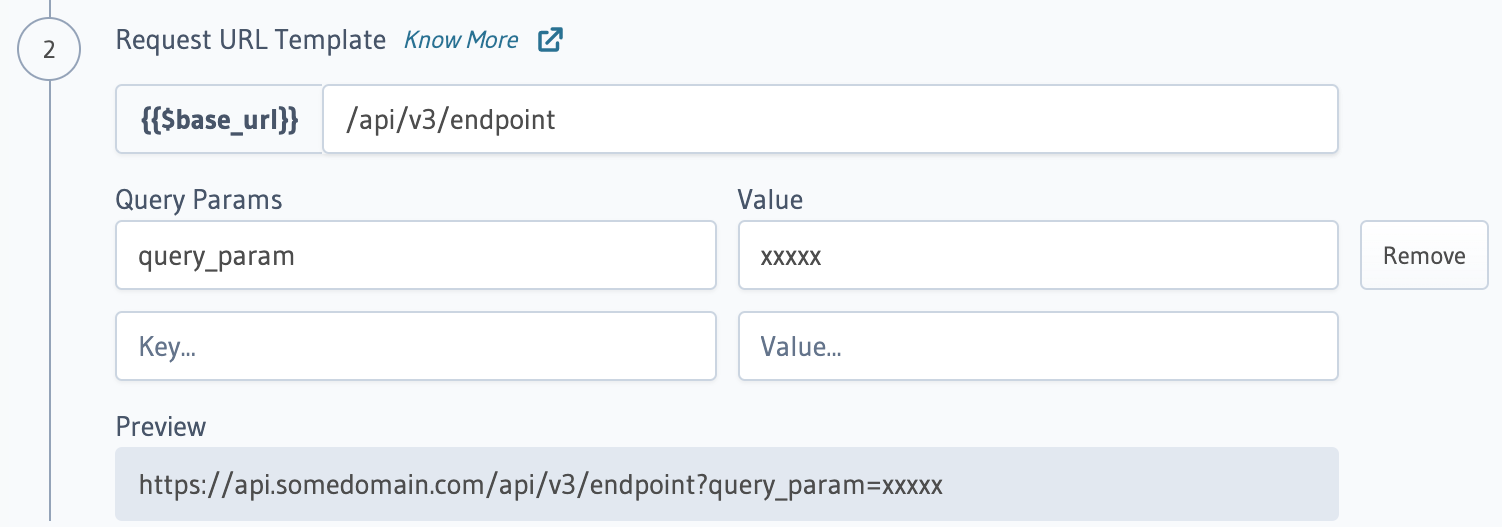 2
Request URL Template Know More
{{$base_url}} /api/v3/endpoint
Query Params Value
query_param xxxxx Remove
Key... Value...
Preview
https://api.somedomain.com/api/v3/endpoint?query_param=xxxxx